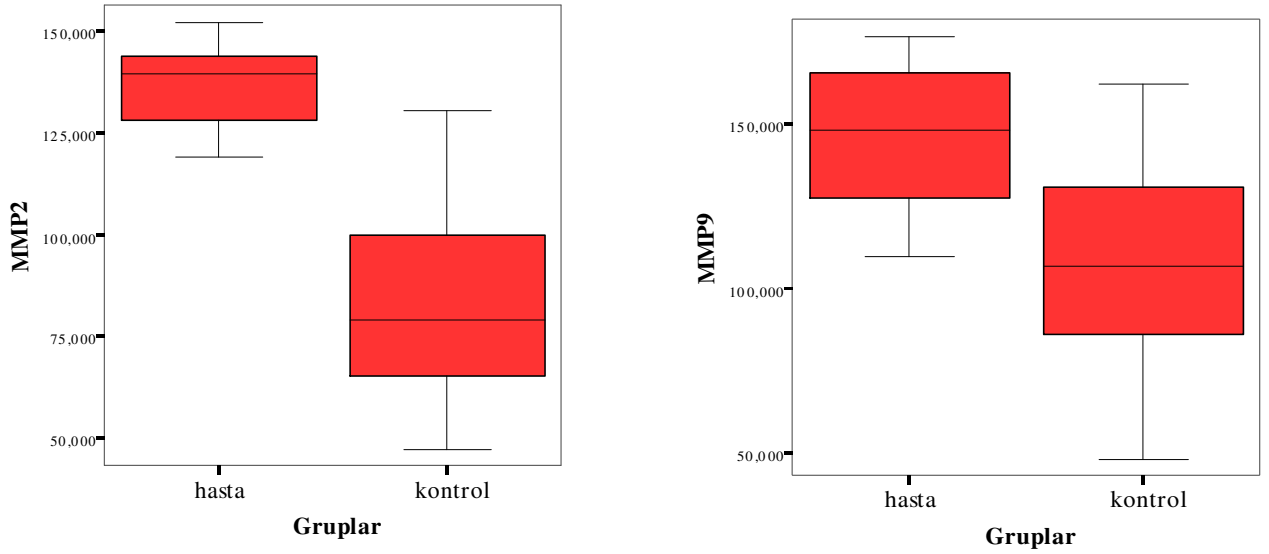 MMP2
150,000
125,000
100,000
75,000
50,000
hasta
kontrol
Gruplar
MMP9
150,000
100,000
50,000
hasta
kontrol
Gruplar